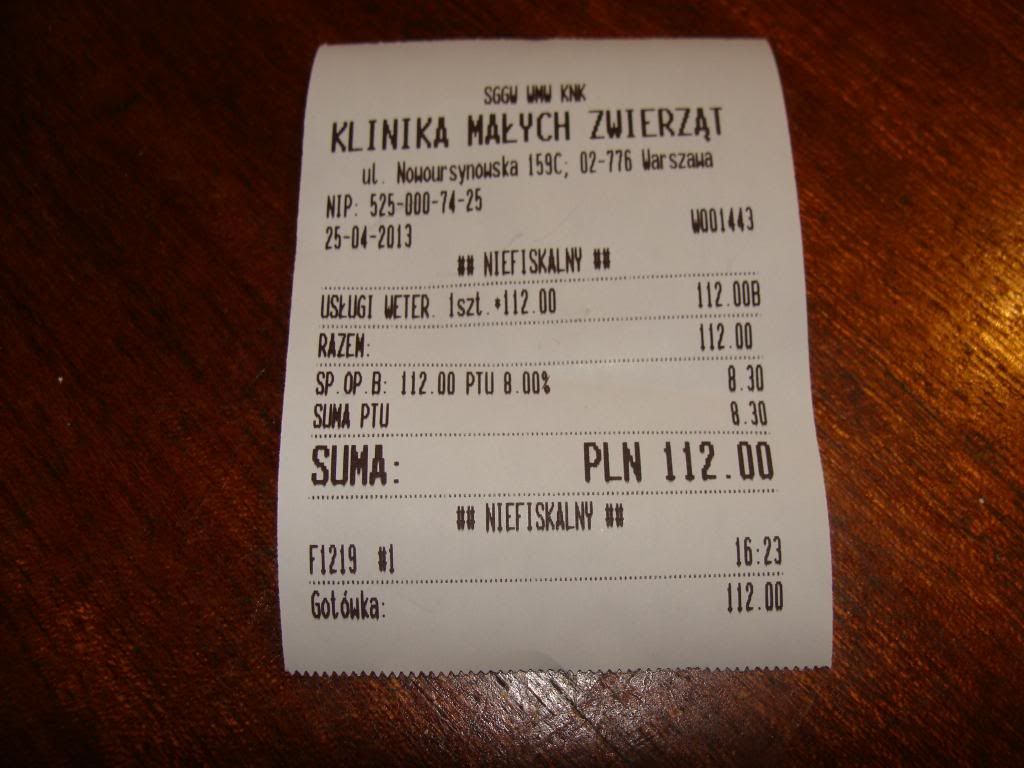 SGGW WMW KNK
KLINIKA MAŁYCH ZWIERZĄT
ul. Nowoursynowska 159C; 02-776 Warszawa
NIP: 525-000-74-25
25-04-2013 W001443
## NIEFISKALNY ##
USŁUGI WETER. 1szt.*112.00 112.00B
RAZEM: 112.00
SP.OP.B: 112.00 PTU 8.00% 8.30
SUMA PTU 8.30
SUMA: PLN 112.00
## NIEFISKALNY ##
F1219 #1 16:23
Gotówka: 112.00